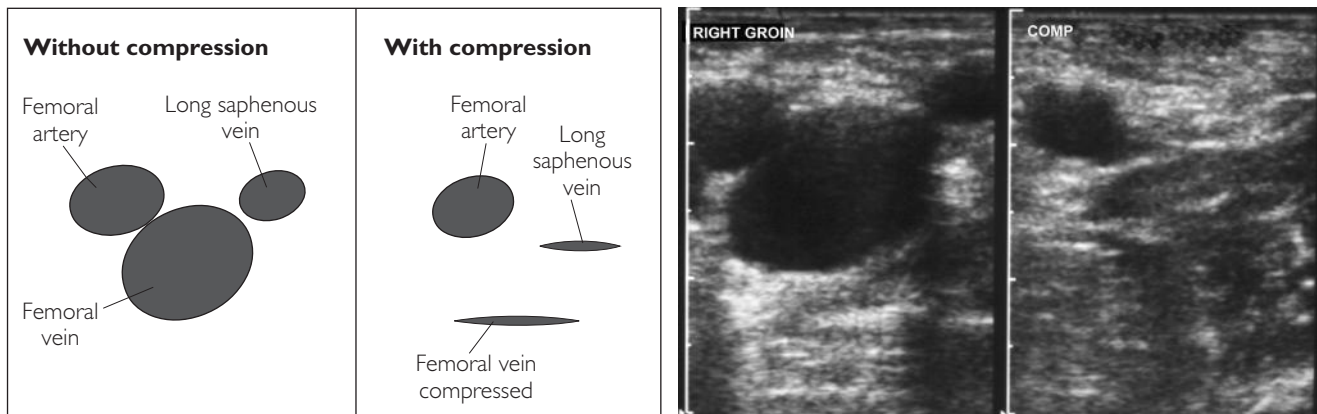 Without compression
Femoral
artery
Long saphenous
vein
Femoral
vein
With compression
Femoral
artery
Long
saphenous
vein
Femoral vein
compressed
RIGHT GROIN
COMP